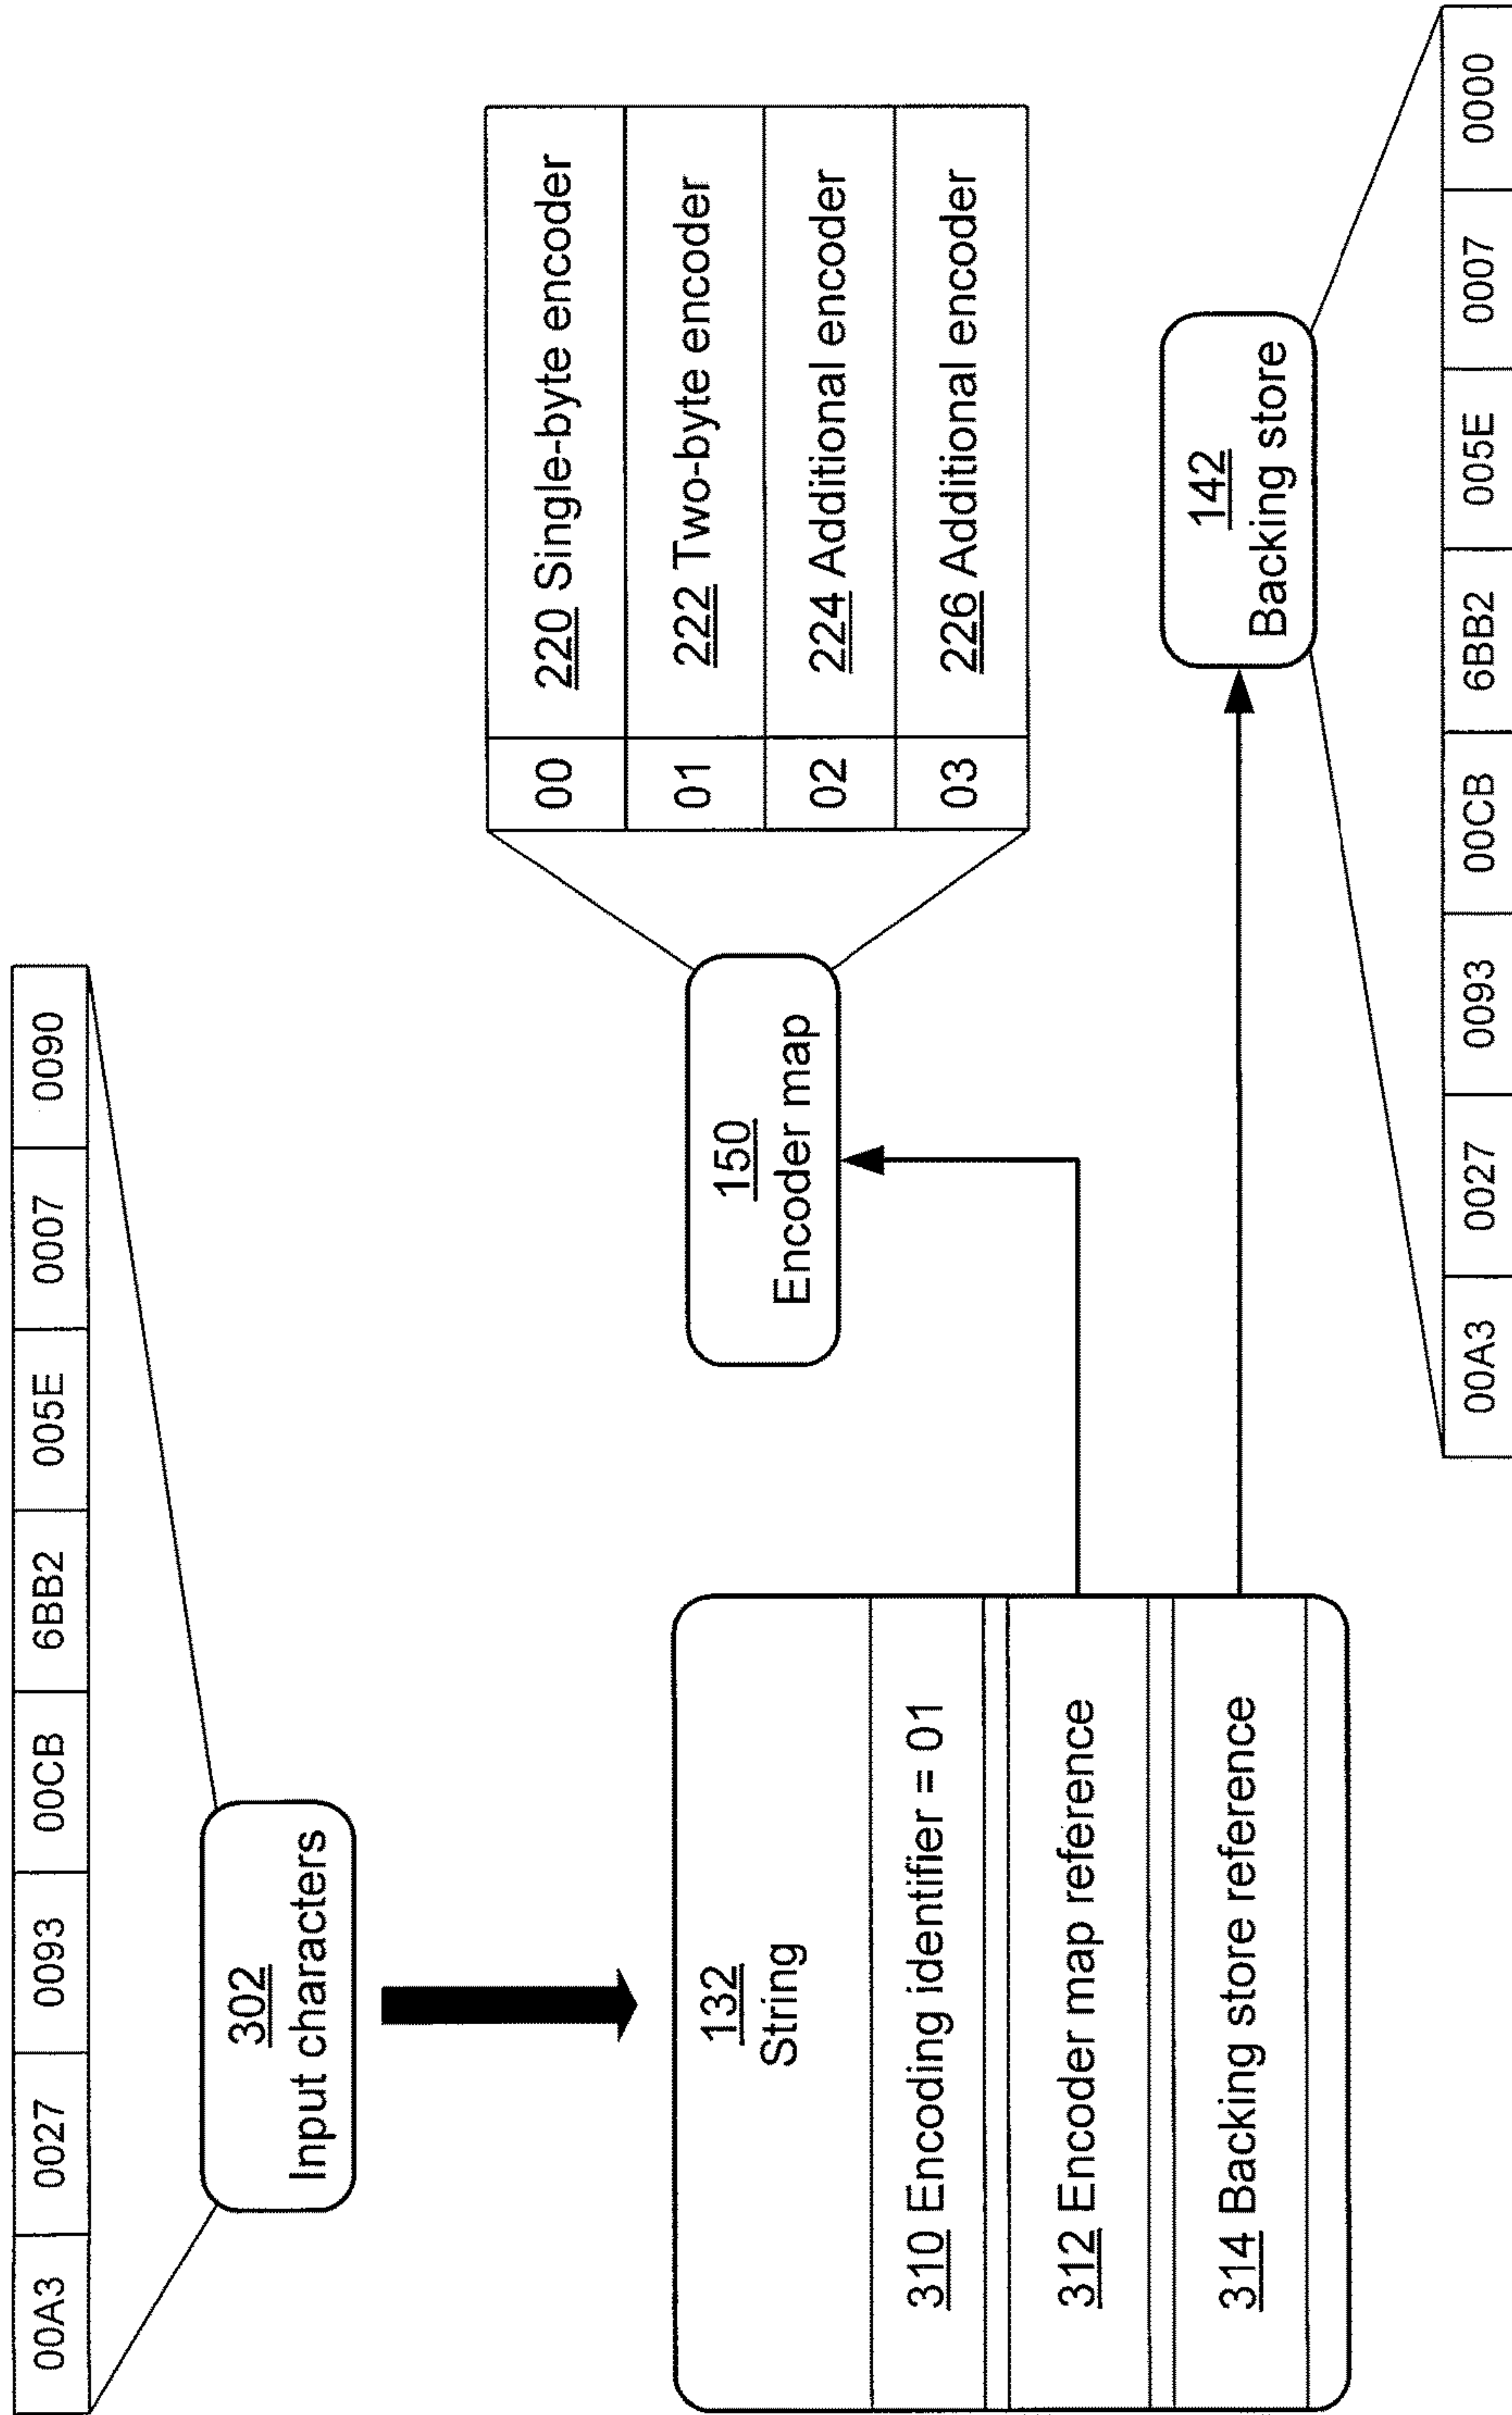 00A3 0027 0093 00CB 6BB2 005E 0007 0090
302
Input characters
132
String
310 Encoding identifier = 01
312 Encoder map reference
314 Backing store reference
150
Encoder map
00 220 Single-byte encoder
01 222 Two-byte encoder
02 224 Additional encoder
03 226 Additional encoder
142
Backing store
00A3 0027 0093 00CB 6BB2 005E 0007 0000